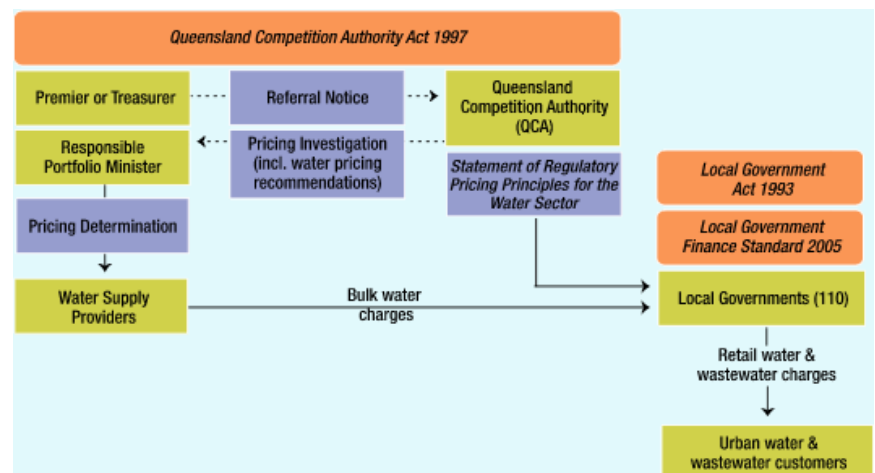 Queensland Competition Authority Act 1997
Premier or Treasurer
Referral Notice
Queensland
Competition Authority
(QCA)
Responsible
Portfolio Minister
Pricing Investigation
(incl. water pricing
recommendations)
Statement of Regulatory
Pricing Principles for the
Water Sector
Local Government
Act 1993
Pricing Determination
Local Government
Finance Standard 2005
Water Supply
Providers
Bulk water
charges
Local Governments (110)
Retail water &
wastewater charges
Urban water &
wastewater customers